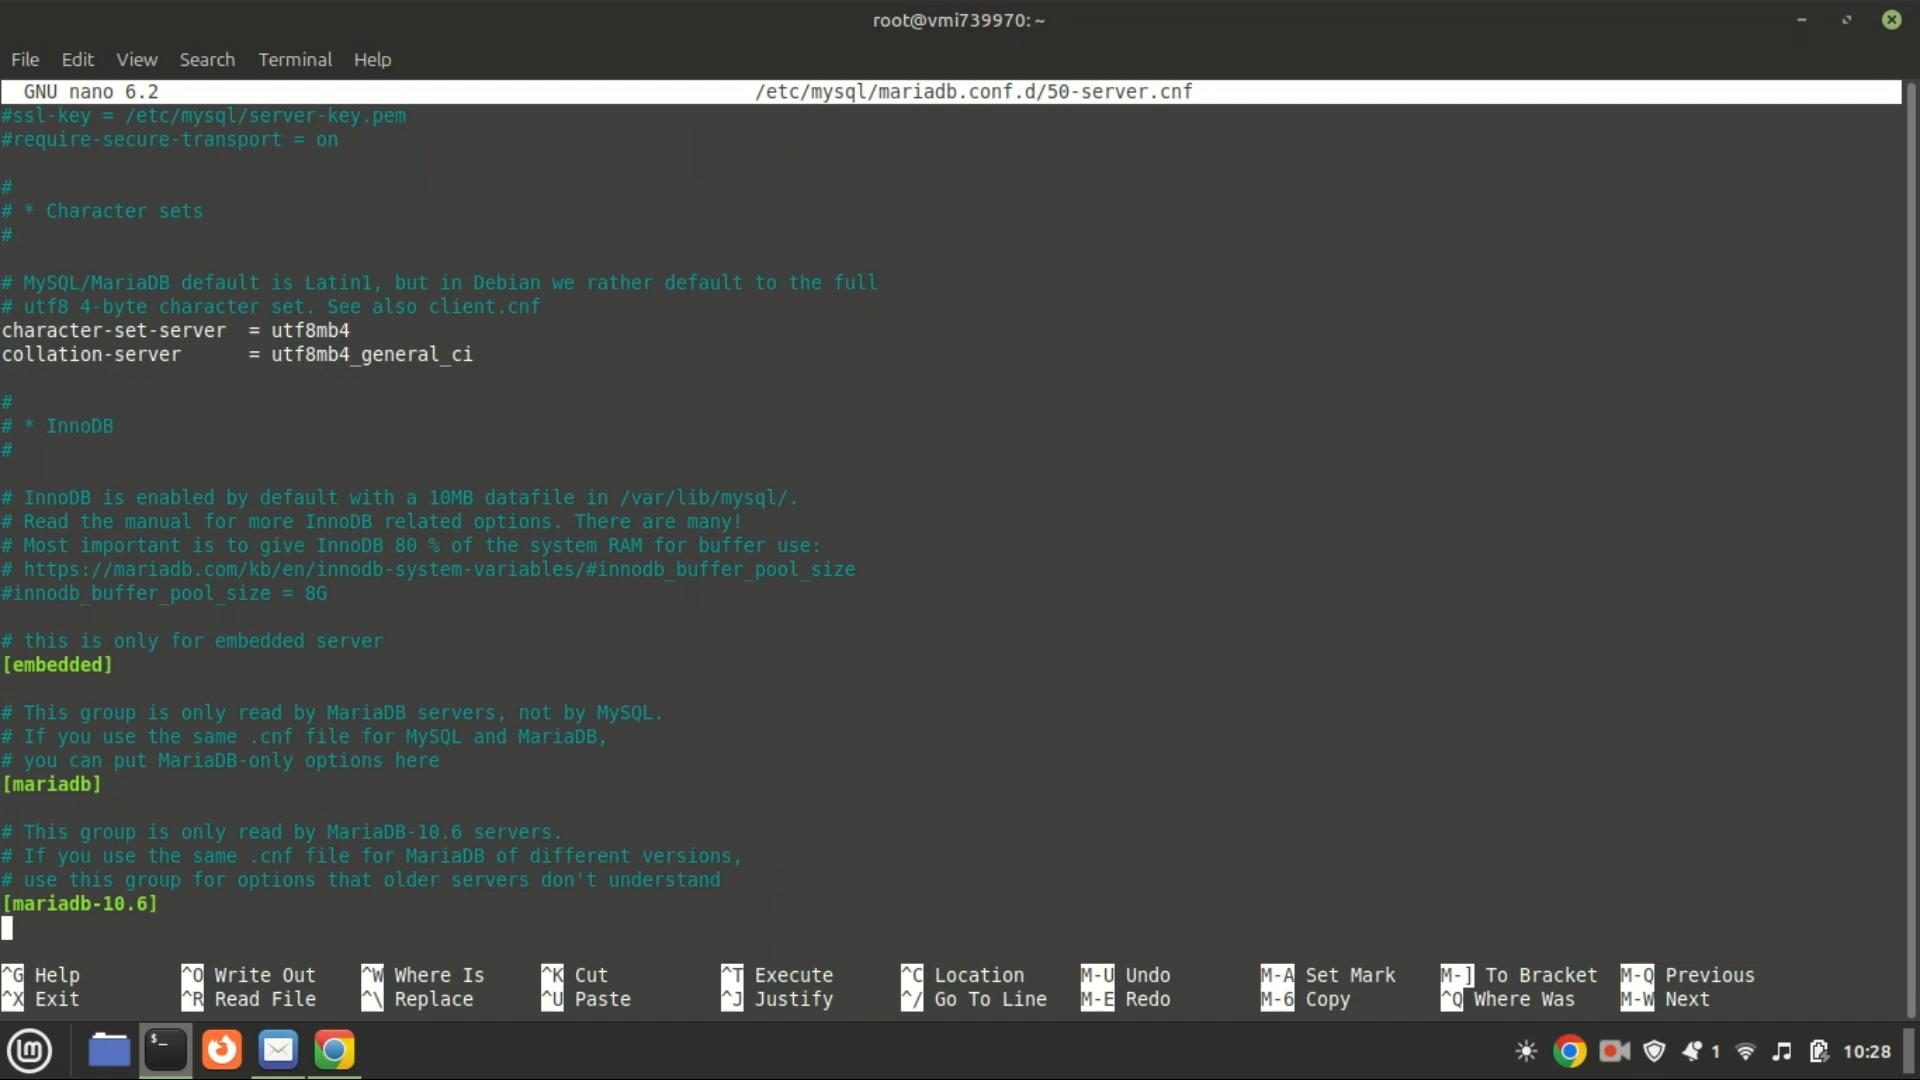 root@vmi739970: ~
File Edit View Search Terminal Help
GNU nano 6.2 /etc/mysql/mariadb.conf.d/50-server.cnf
#ssl-key = /etc/mysql/server-key.pem
#require-secure-transport = on
#
# * Character sets
#
# MySQL/MariaDB default is Latin1, but in Debian we rather default to the full
# utf8 4-byte character set. See also client.cnf
character-set-server  = utf8mb4
collation-server      = utf8mb4_general_ci
#
# * InnoDB
#
# InnoDB is enabled by default with a 10MB datafile in /var/lib/mysql/.
# Read the manual for more InnoDB related options. There are many!
# Most important is to give InnoDB 80 % of the system RAM for buffer use:
# https://mariadb.com/kb/en/innodb-system-variables/#innodb_buffer_pool_size
#innodb_buffer_pool_size = 8G
# this is only for embedded server
[embedded]
# This group is only read by MariaDB servers, not by MySQL.
# If you use the same .cnf file for MySQL and MariaDB,
# you can put MariaDB-only options here
[mariadb]
# This group is only read by MariaDB-10.6 servers.
# If you use the same .cnf file for MariaDB of different versions,
# use this group for options that older servers don't understand
[mariadb-10.6]
^G Help ^O Write Out ^W Where Is ^K Cut ^T Execute ^C Location M-U Undo M-A Set Mark M-] To Bracket M-Q Previous
^X Exit ^R Read File ^\ Replace ^U Paste ^J Justify ^/ Go To Line M-E Redo M-6 Copy ^Q Where Was M-W Next
$_ 1 10:28